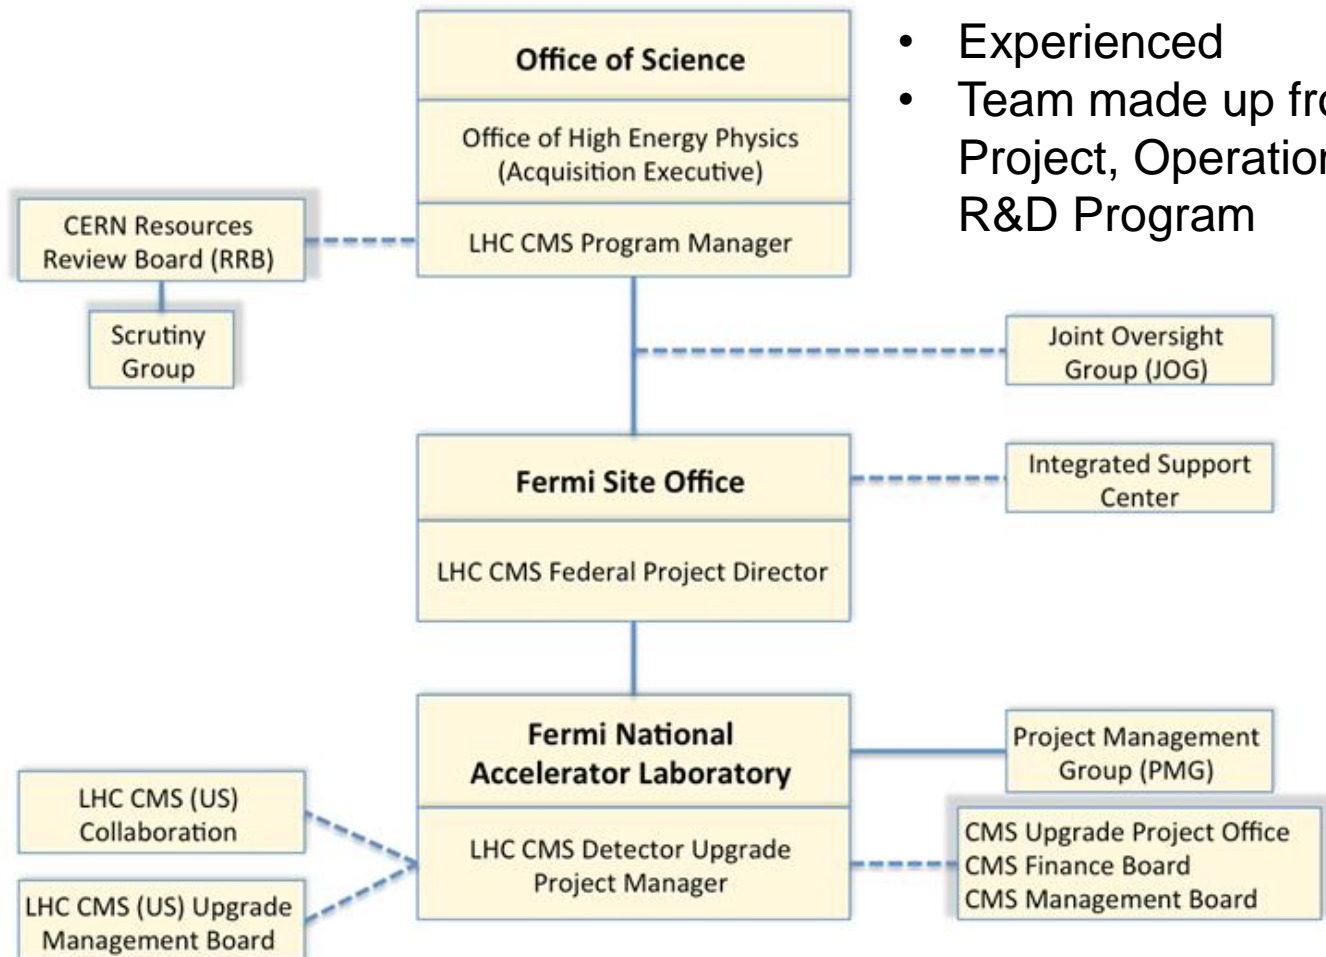 Office of Science
Office of High Energy Physics
(Acquisition Executive)
LHC CMS Program Manager
• Experienced
• Team made up
Project,
R&D Program
CERN Resources
Review Board (RRB)
Scrutiny
Group
Joint Oversight
Group (JOG)
Fermi Site Office
LHC CMS Federal Project Director
Integrated Support
Center
Fermi National
Accelerator Laboratory
LHC CMS Detector Upgrade
Project Manager
Project Management
Group (PMG)
CMS Upgrade Project Office
CMS Finance Board
CMS Management Board
LHC CMS (US)
Collaboration
LHC CMS (US) Upgrade
Management Board